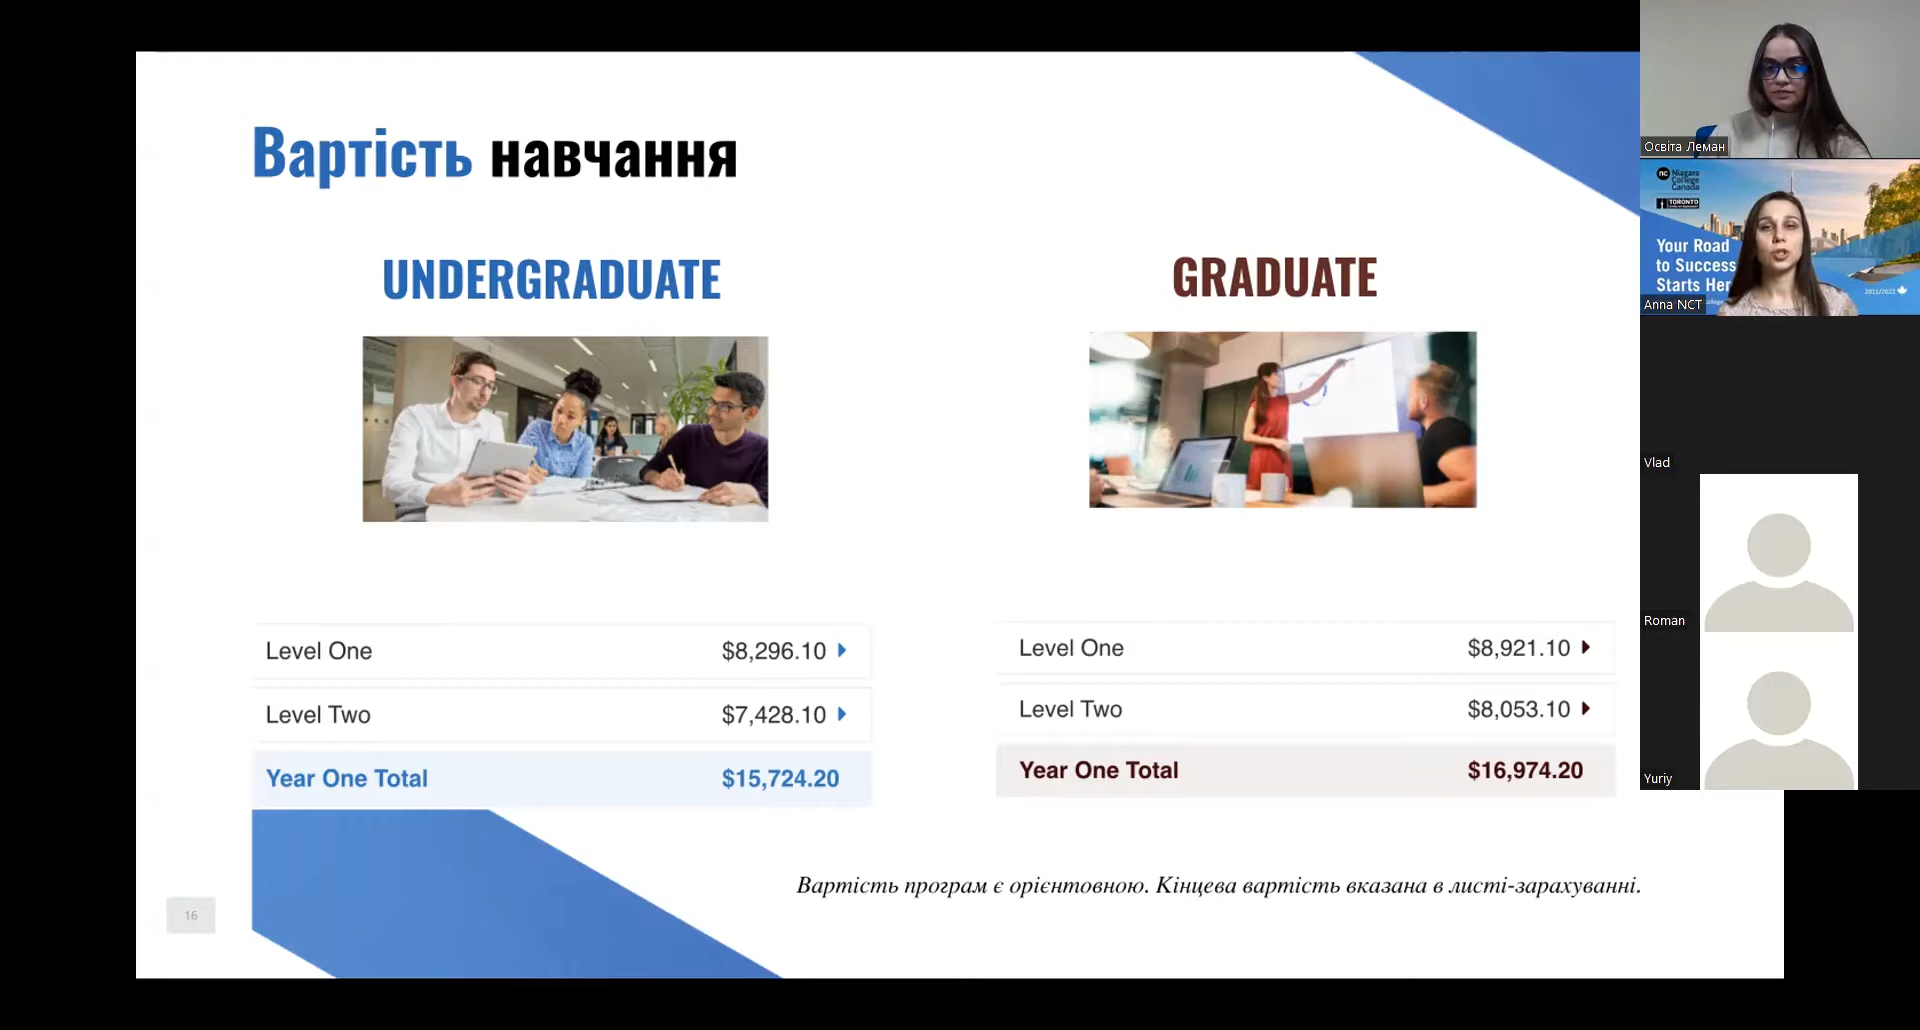 Вартість навчання
UNDERGRADUATE
GRADUATE
Level One $8,296.10
Level Two $7,428.10
Year One Total $15,724.20
Level One $8,921.10
Level Two $8,053.10
Year One Total $16,974.20
Вартість програм є орієнтовною. Кінцева вартість вказана в листі-зарахуванні.
16
Освіта Леман
nc Niagara
College
Canada
TORONTO
Your Road
to Success
Starts Her
2021/2022
Anna NCT
Vlad
Roman
Yuriy